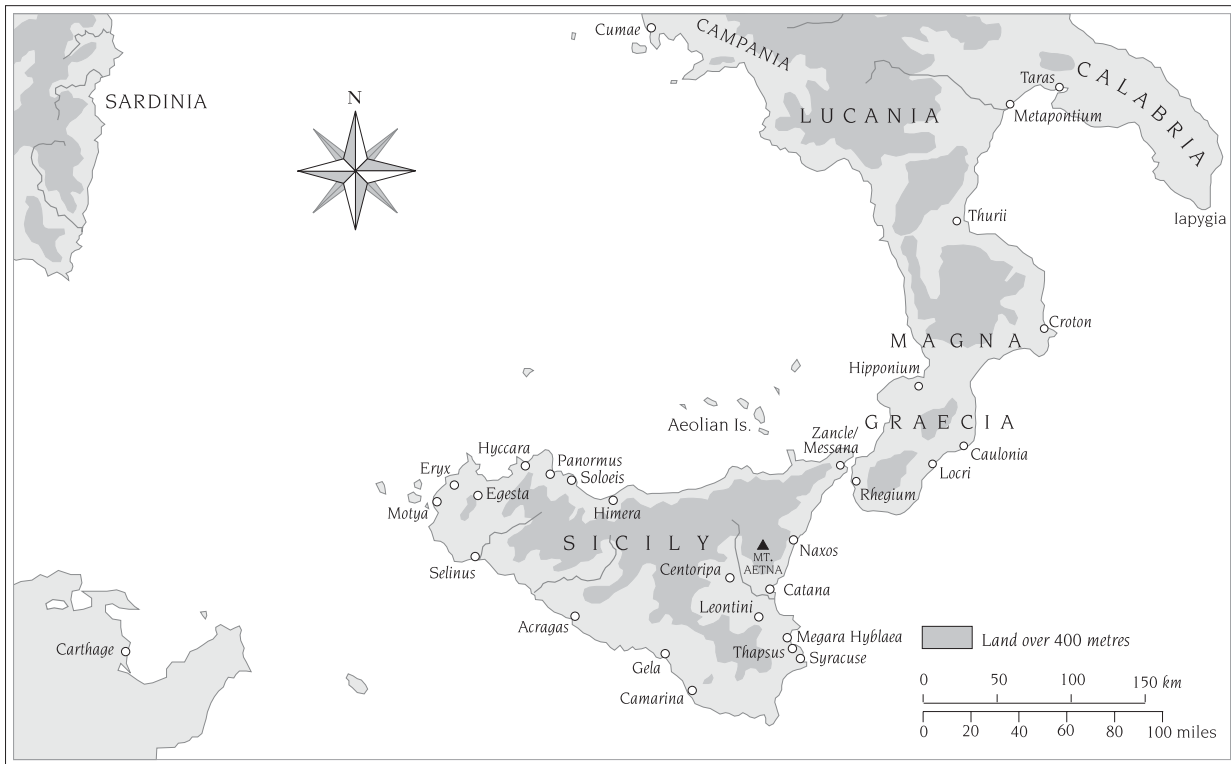 Cumae
CAMPANIA
SARDINIA
N
Taras
CALABRIA
LUCANIA
Metapontium
Iapygia
Thurii
Croton
MAGNA
Hipponium
GRAECIA
Aeolian Is.
Zancle/
Messana
Caulonia
Locri
Rhegium
Hyccara
Panormus
Eryx
Soloeis
Egesta
Motya
Himera
SICILY
MT.
AETNA
Naxos
Selinus
Centoripa
Catana
Leontini
Acragas
Megara Hyblaea
Thapsus
Syracuse
Carthage
Gela
Camarina
Land over 400 metres
0 50 100 150 km
0 20 40 60 80 100 miles